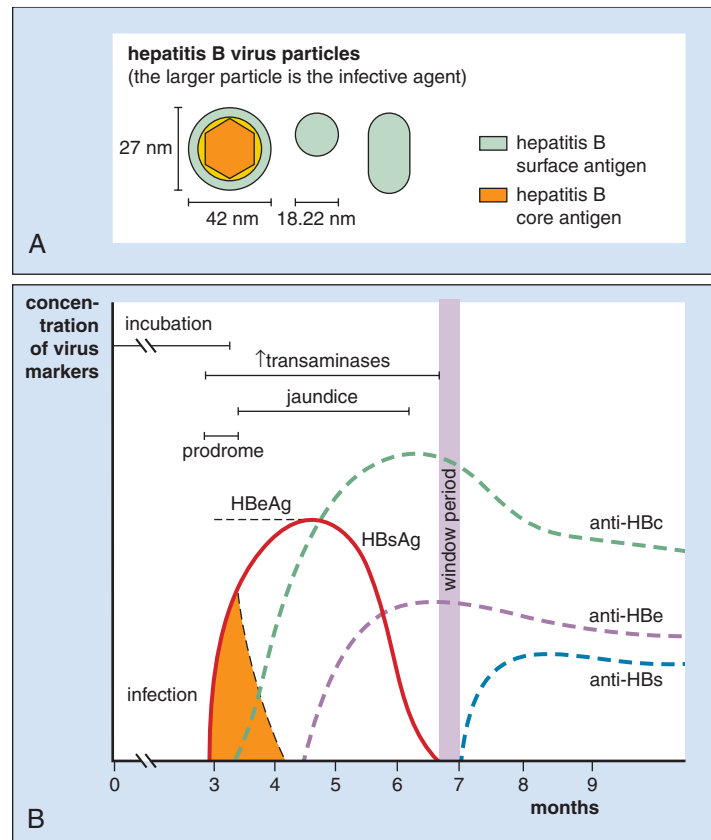 hepatitis B virus particles
(the larger particle is the infective agent)
27 nm
42 nm
18.22 nm
hepatitis B
surface antigen
hepatitis B
core antigen
A
concen-
tration
of virus
markers
incubation
↑transaminases
jaundice
prodrome
HBeAg
HBsAg
window period
anti-HBc
anti-HBe
anti-HBs
infection
0
3
4
5
6
7
8
9
months
B